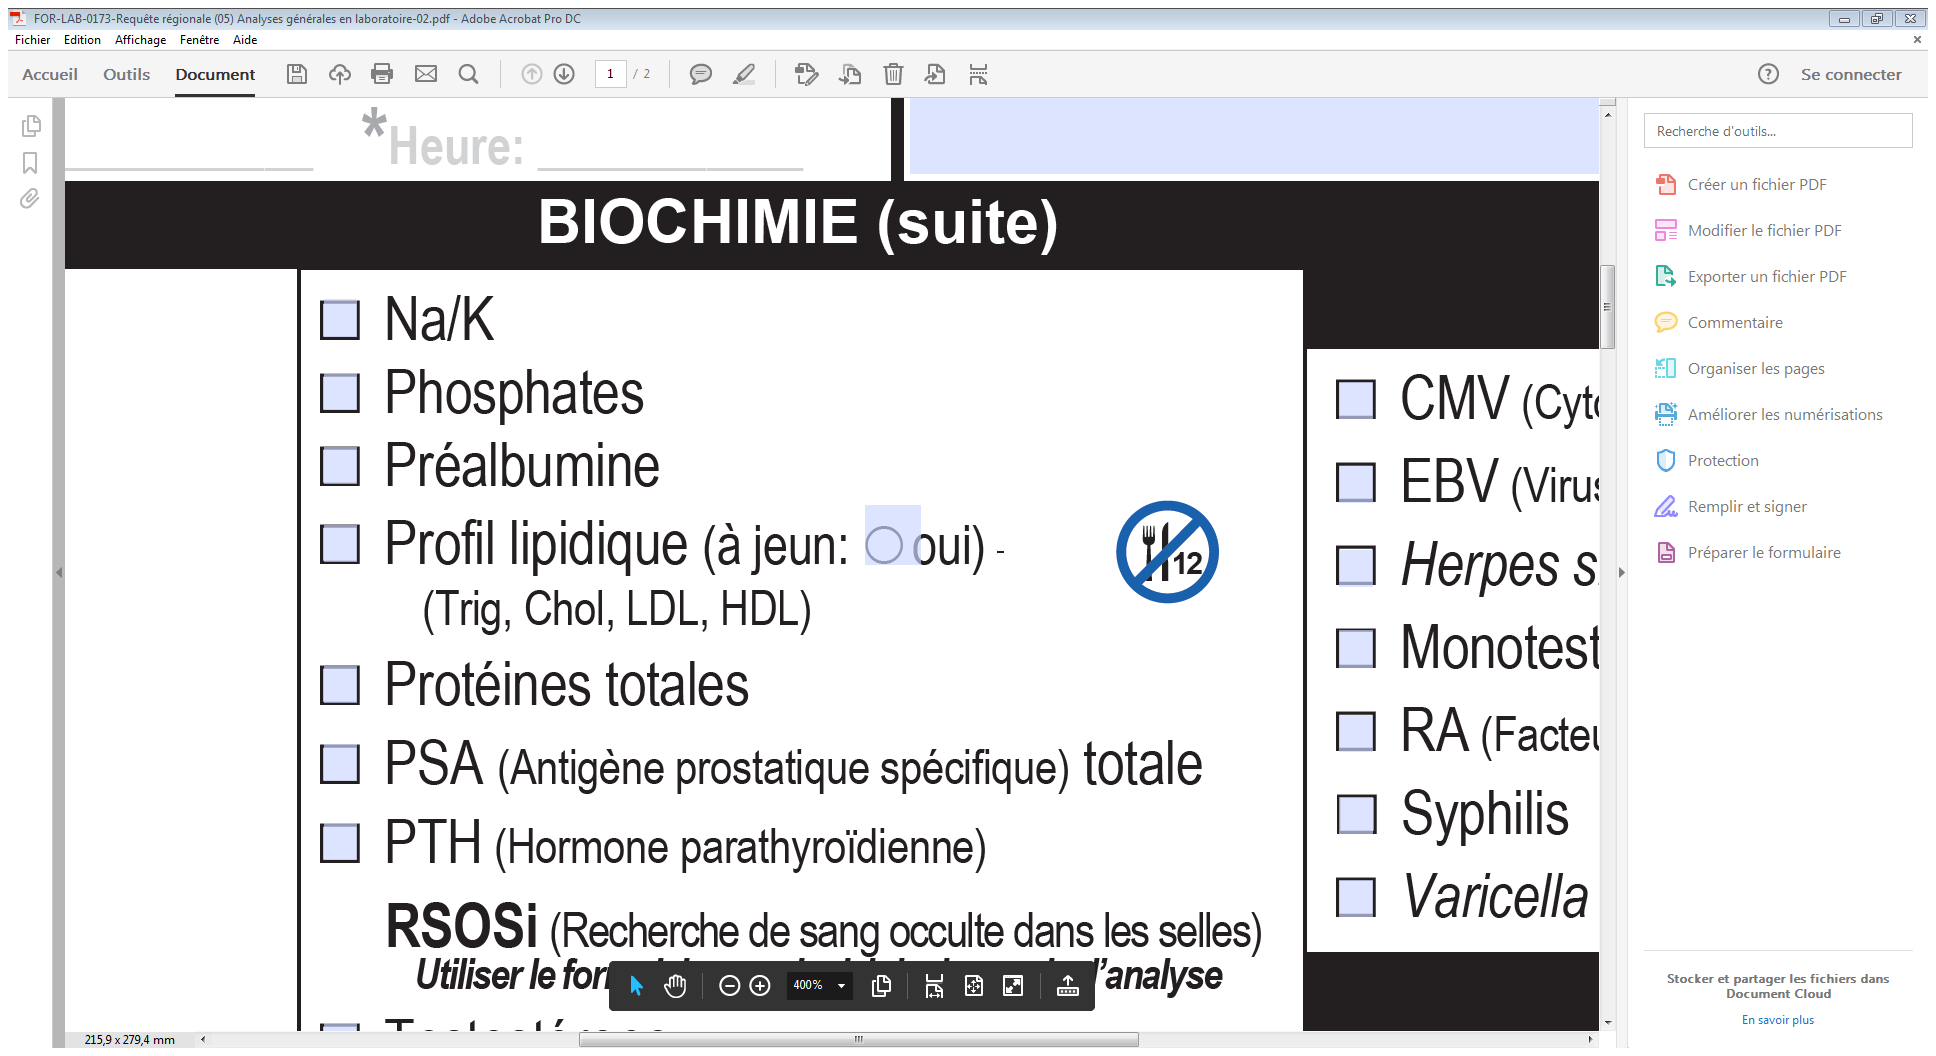 FOR-LAB-0173-Requête régionale (05) Analyses générales en laboratoire-02.pdf - Adobe Acrobat Pro DC
Fichier Edition Affichage Fenêtre Aide
Accueil Outils Document 1 / 2 Se connecter
*Heure:
BIOCHIMIE (suite)
Na/K
Phosphates
Préalbumine
Profil lipidique (à jeun: oui) -
12
(Trig, Chol, LDL, HDL)
Protéines totales
PSA (Antigène prostatique spécifique) totale
PTH (Hormone parathyroïdienne)
RSOSi (Recherche de sang occulte dans les selles)
Utiliser le l'analyse
CMV
EBV (Virus
Herpes
Monotest
RA
Syphilis
Varicella
400%
215,9 x 279,4 mm
Recherche d'outils...
Créer un fichier PDF
Modifier le fichier PDF
Exporter un fichier PDF
Commentaire
Organiser les pages
Améliorer les numérisations
Protection
Remplir et signer
Préparer le formulaire
Stocker et partager les fichiers dans
Document Cloud
En savoir plus